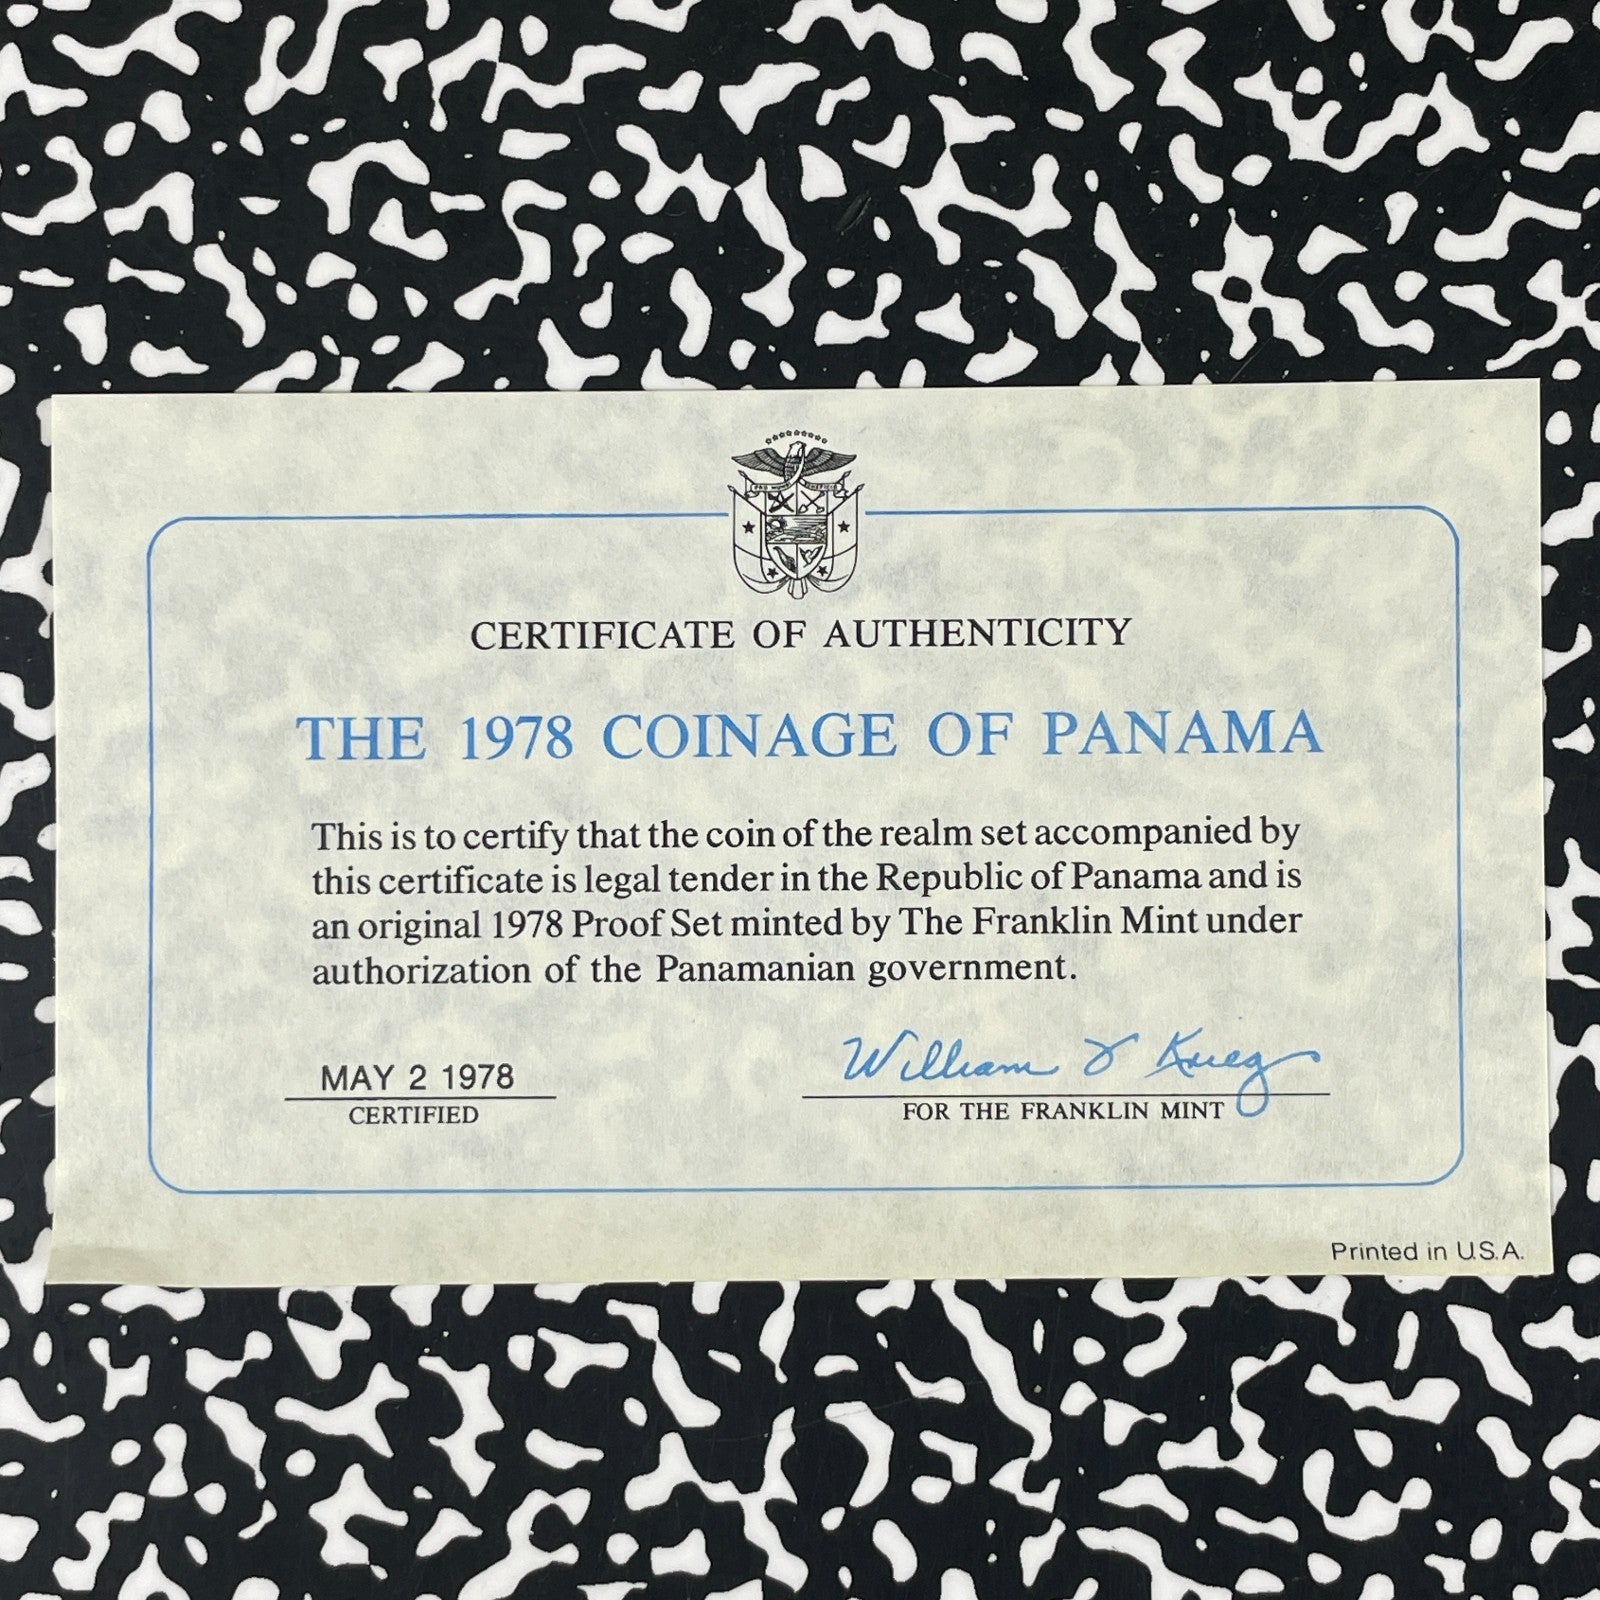 CERTIFICATE OF AUTHENTICITY
THE 1978 COINAGE OF PANAMA
This is to certify that the coin of the realm set accompanied by
this certificate is legal tender in the Republic of Panama and is
an original 1978 Proof Set minted by The Franklin Mint under
authorization of the Panamanian government.
MAY 2 1978
CERTIFIED
William F Krieg
FOR THE FRANKLIN MINT
Printed in U.S.A.